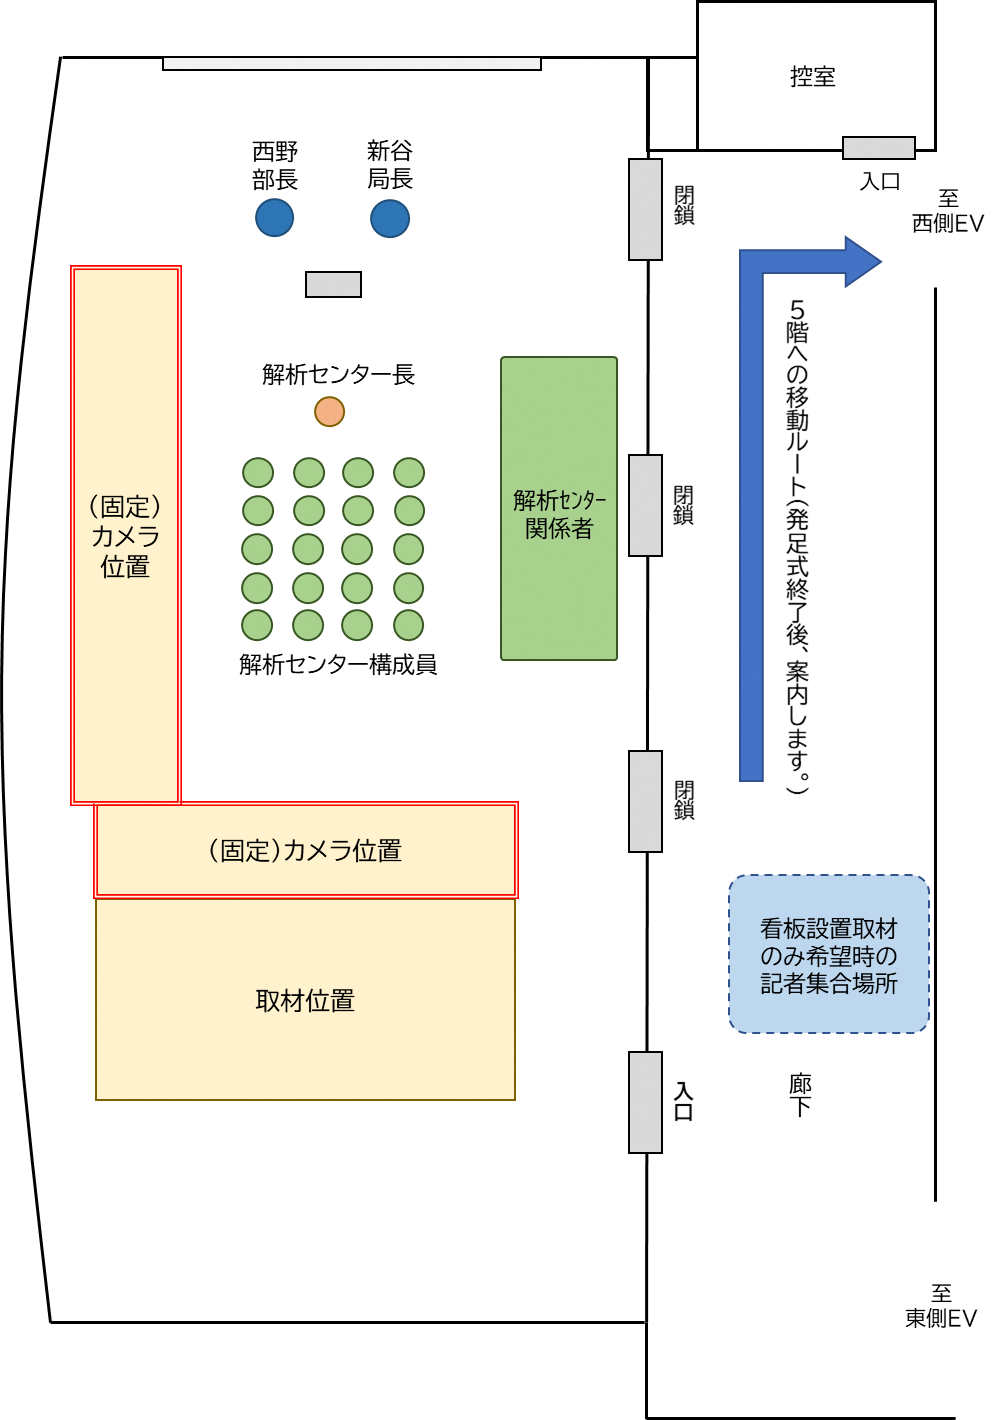 控室
入口
至
西側EV
西野
部長
新谷
局長
閉鎖
5階への移動ルート(発足式終了後、案内します。)
解析センター長
(固定)
カメラ
位置
解析ｾﾝﾀｰ
関係者
閉鎖
解析センター構成員
閉鎖
(固定)カメラ位置
看板設置取材
のみ希望時の
記者集合場所
取材位置
入口
廊下
至
東側EV